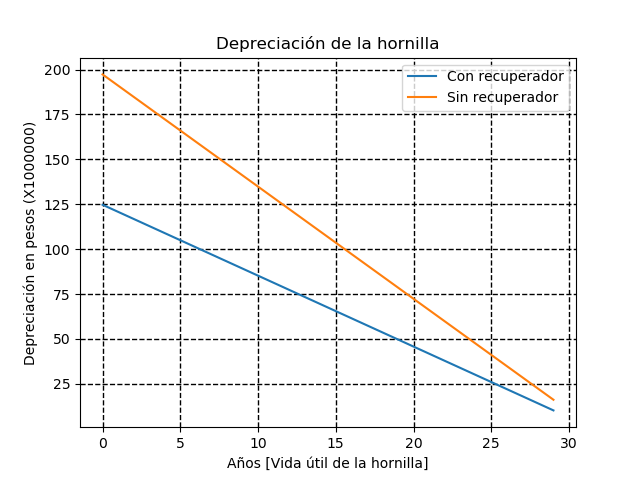 Depreciación de la hornilla
Con recuperador
Sin recuperador
Depreciación en pesos (X1000000)
200
175
150
125
100
75
50
25
0 5 10 15 20 25 30
Años [Vida útil de la hornilla]